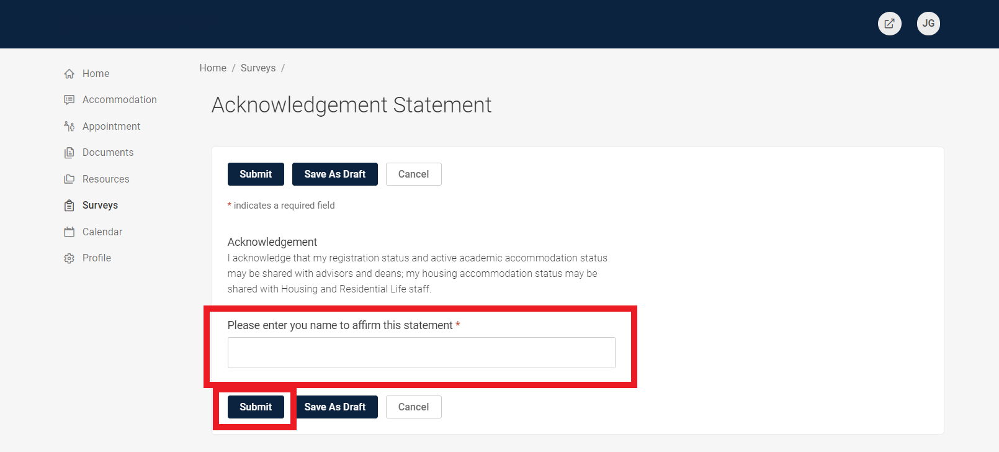 JG
Home
Accommodation
Appointment
Documents
Resources
Surveys
Calendar
Profile
Home / Surveys /
Acknowledgement Statement
Submit Save As Draft Cancel
* indicates a required field
Acknowledgement
I acknowledge that my registration status and active academic accommodation status
may be shared with advisors and deans; my housing accommodation status may be
shared with Housing and Residential Life staff.
Please enter you name to affirm this statement *
Submit Save As Draft Cancel